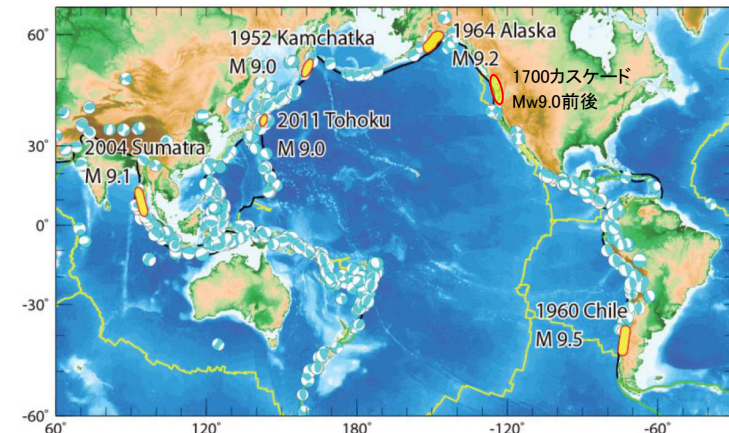 1952 Kamchatka
M 9.0
1964 Alaska
M 9.2
1700カスケード
Mw9.0前後
2011 Tohoku
M 9.0
2004 Sumatra
M 9.1
1960 Chile
M 9.5
60°
30°
0°
-30°
-60°
60°
120°
180°
-120°
-60°